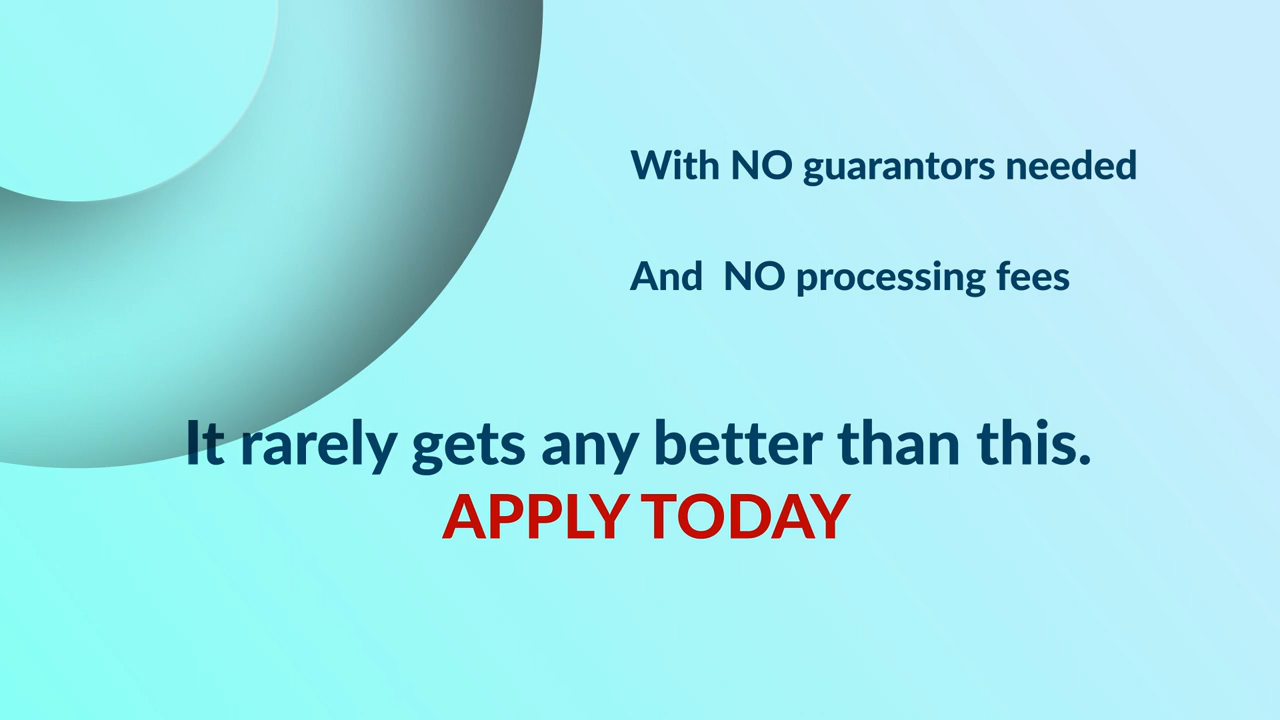 With NO guarantors needed
And  NO processing fees
It rarely gets any better than this.
APPLY TODAY